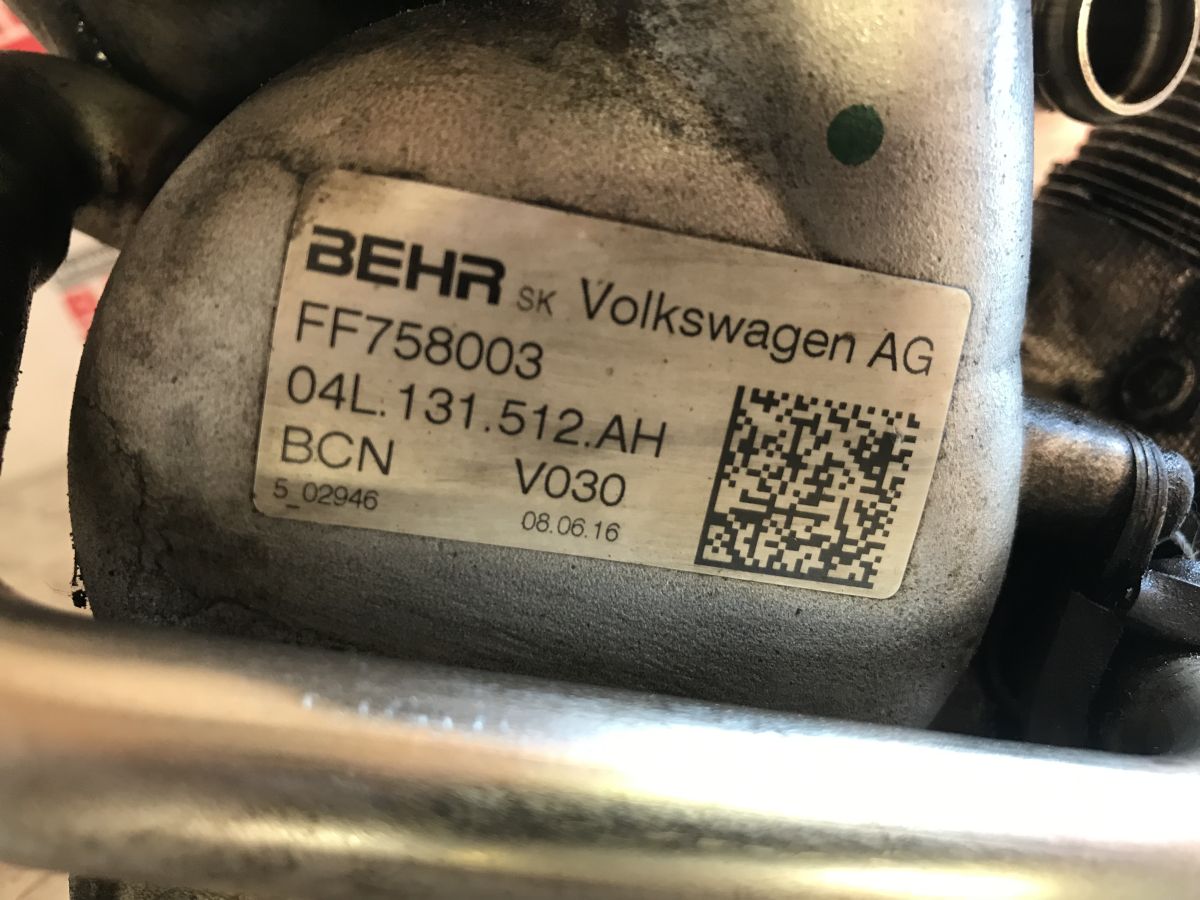 BEHR SK Volkswagen AG
FF758003
04L.131.512.AH
BCN V030
5_02946 08.06.16